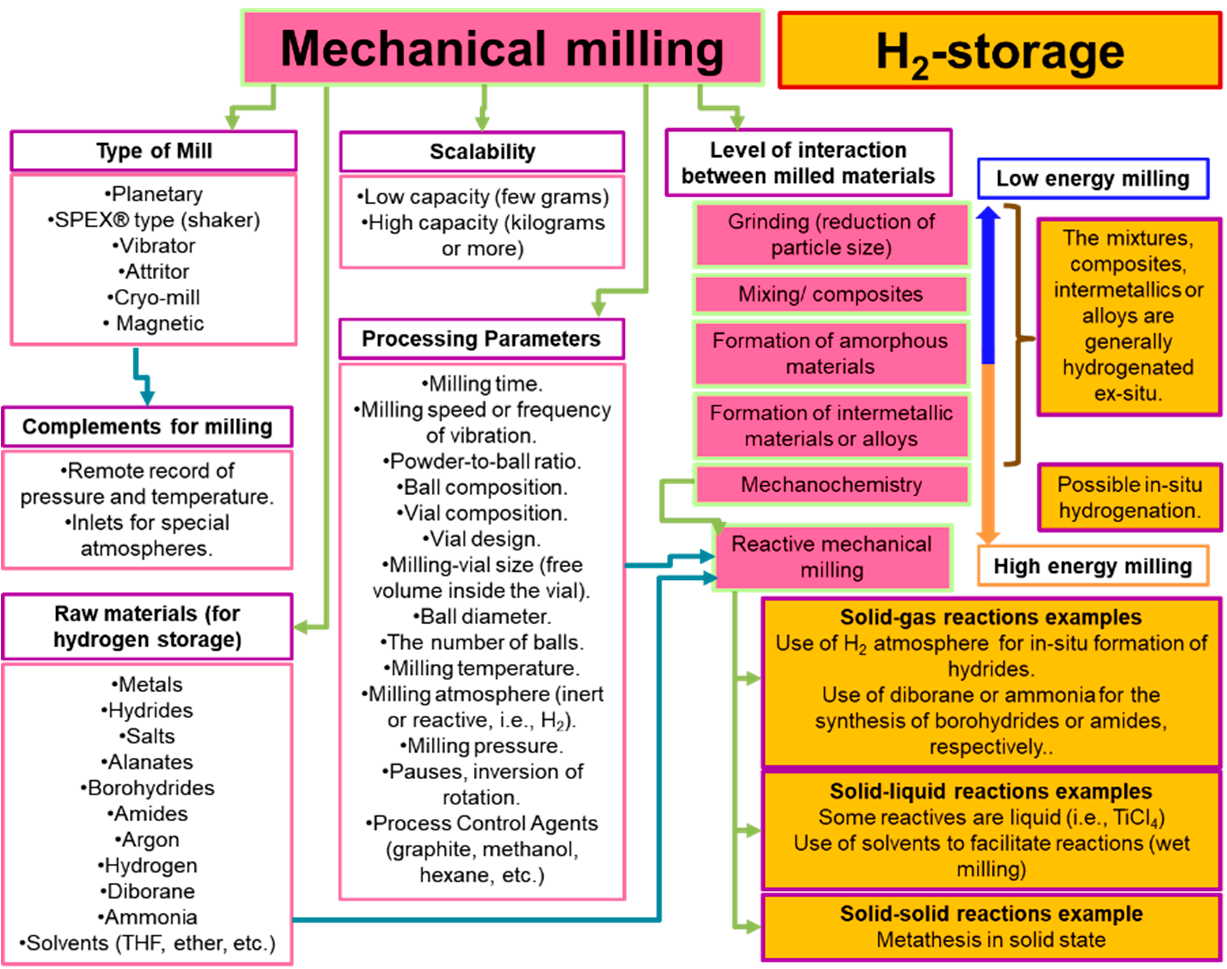 Mechanical milling
H₂-storage
Type of Mill
•Planetary
•SPEX® type (shaker)
•Vibrator
•Attritor
•Cryo-mill
• Magnetic
Complements for milling
•Remote record of
pressure and temperature.
•Inlets for special
atmospheres.
Raw materials (for
hydrogen storage)
•Metals
•Hydrides
•Salts
•Alanates
•Borohydrides
•Amides
•Argon
•Hydrogen
•Diborane
•Ammonia
•Solvents (THF, ether, etc.)
Scalability
•Low capacity (few grams)
•High capacity (kilograms
or more)
Processing Parameters
•Milling time.
•Milling speed or frequency
of vibration.
•Powder-to-ball ratio.
•Ball composition.
•Vial composition.
•Vial design.
•Milling-vial size (free
volume inside the vial).
•Ball diameter.
•The number of balls.
•Milling temperature.
•Milling atmosphere (inert
or reactive, i.e., H₂).
•Milling pressure.
•Pauses, inversion of
rotation.
•Process Control Agents
(graphite, methanol,
hexane, etc.)
Level of interaction
between milled materials
Grinding (reduction of
particle size)
Mixing/ composites
Formation of amorphous
materials
Formation of intermetallic
materials or alloys
Mechanochemistry
Reactive mechanical
milling
Low energy milling
The mixtures,
composites,
intermetallics or
alloys are
generally
hydrogenated
ex-situ.
Possible in-situ
hydrogenation.
High energy milling
Solid-gas reactions examples
Use of H₂ atmosphere for in-situ formation of
hydrides.
Use of diborane or ammonia for the
synthesis of borohydrides or amides,
respectively..
Solid-liquid reactions examples
Some reactives are liquid (i.e., TiCl₄)
Use of solvents to facilitate reactions (wet
milling)
Solid-solid reactions example
Metathesis in solid state